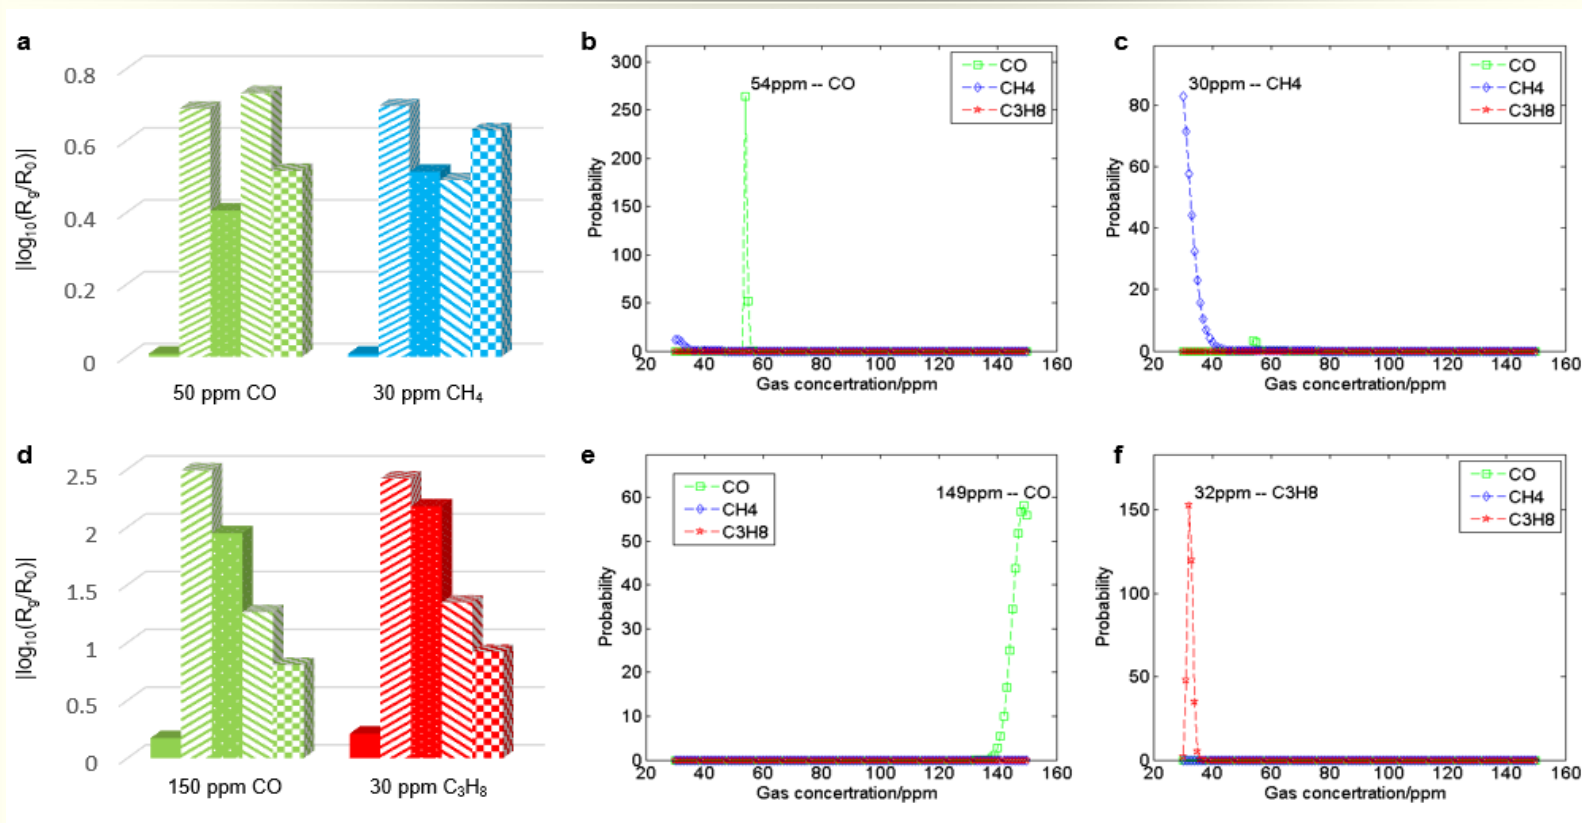 a
|log10(Rg/R0)|
0.8
0.6
0.4
0.2
0
50 ppm CO
30 ppm CH4
b
Probability
300
250
200
150
100
50
0
54ppm -- CO
CO
CH4
C3H8
20 40 60 80 100 120 140 160
Gas concertration/ppm
c
Probability
80
60
40
20
0
30ppm -- CH4
CO
CH4
C3H8
20 40 60 80 100 120 140 160
Gas concertration/ppm
d
|log10(Rg/R0)|
2.5
2
1.5
1
0.5
0
150 ppm CO
30 ppm C3H8
e
Probability
60
50
40
30
20
10
0
CO
CH4
C3H8
149ppm -- CO
20 40 60 80 100 120 140 160
Gas concertration/ppm
f
Probability
150
100
50
0
32ppm -- C3H8
CO
CH4
C3H8
20 40 60 80 100 120 140 160
Gas concertration/ppm